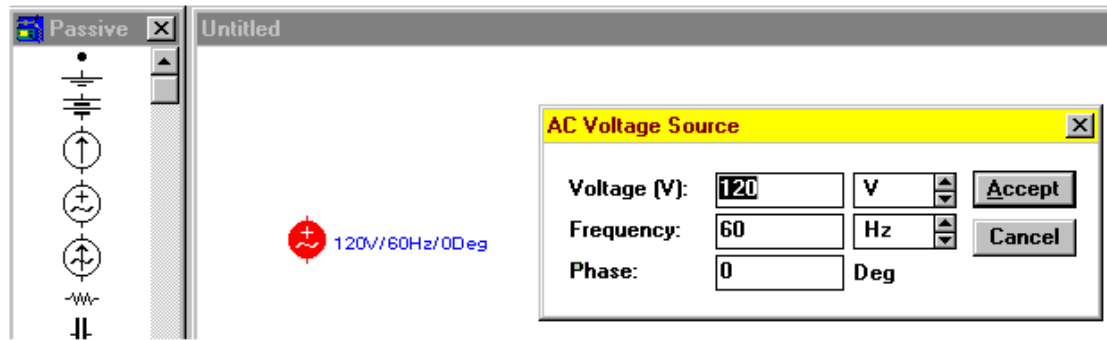 Passive
Untitled
AC Voltage Source
Voltage (V): 120 V Accept
120V/60Hz/0Deg
Frequency: 60 Hz Cancel
Phase: 0 Deg